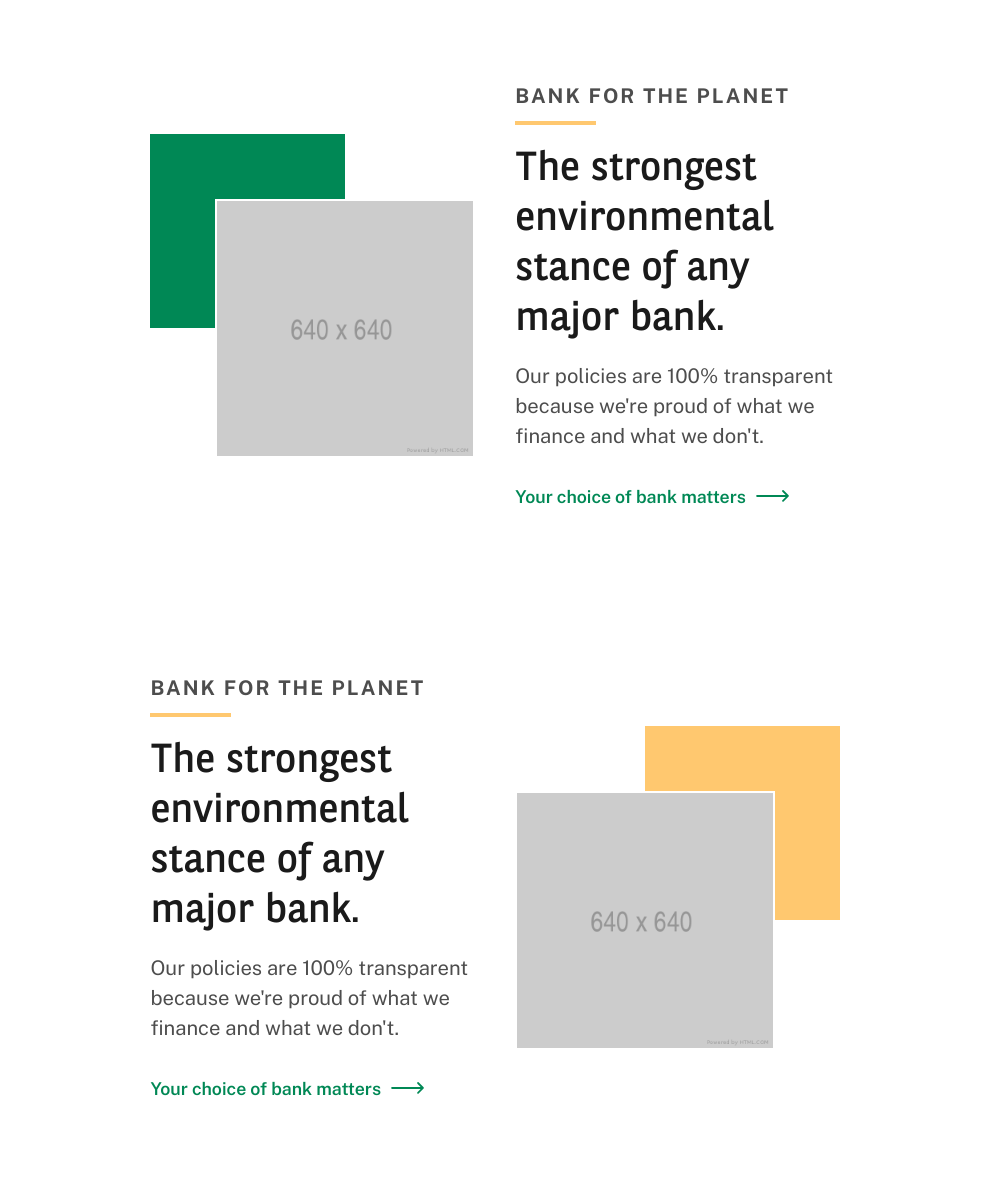 BANK FOR THE PLANET
The strongest
environmental
stance of any
major bank.
640 x 640
Powered by HTML.COM
Our policies are 100% transparent
because we're proud of what we
finance and what we don't.
Your choice of bank matters
BANK FOR THE PLANET
The strongest
environmental
stance of any
major bank.
640 x 640
Powered by HTML.COM
Our policies are 100% transparent
because we're proud of what we
finance and what we don't.
Your choice of bank matters